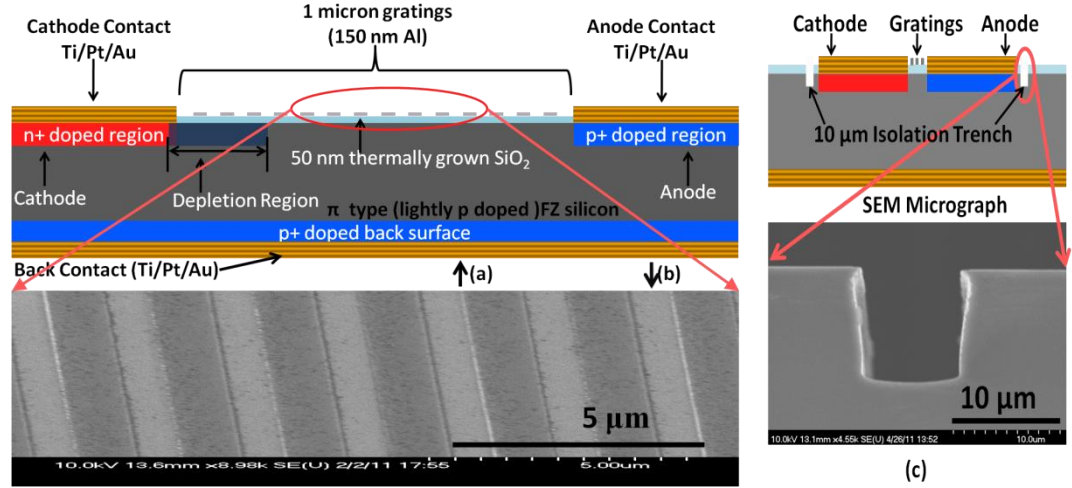 1 micron gratings
(150 nm Al)
Cathode Contact
Ti/Pt/Au
Anode Contact
Ti/Pt/Au
n+ doped region
p+ doped region
50 nm thermally grown SiO₂
Cathode
Depletion Region
Anode
π type (lightly p doped )FZ silicon
p+ doped back surface
Back Contact (Ti/Pt/Au)
(a)
(b)
5 µm
10.0kV 13.6mm x8.98k SE(U) 2/2/11 17:55
5.00um
Cathode
Gratings
Anode
10 µm Isolation Trench
SEM Micrograph
10 µm
10.0kV 13.1mm x4.55k SE(U) 4/26/11 13:52
10.0um
(c)